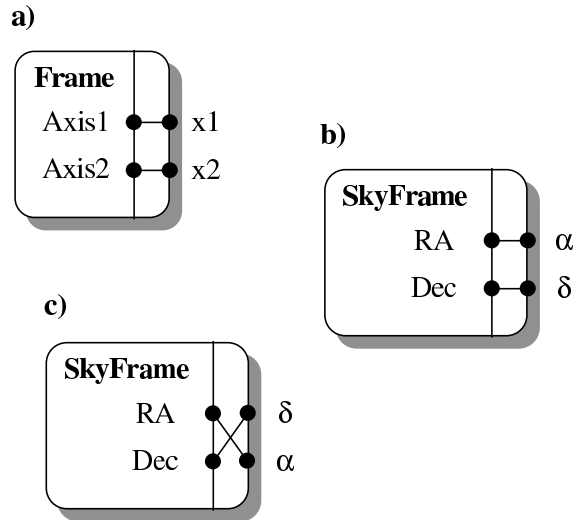 a)
Frame
Axis1 x1
Axis2 x2
b)
SkyFrame
RA α
Dec δ
c)
SkyFrame
RA δ
Dec α